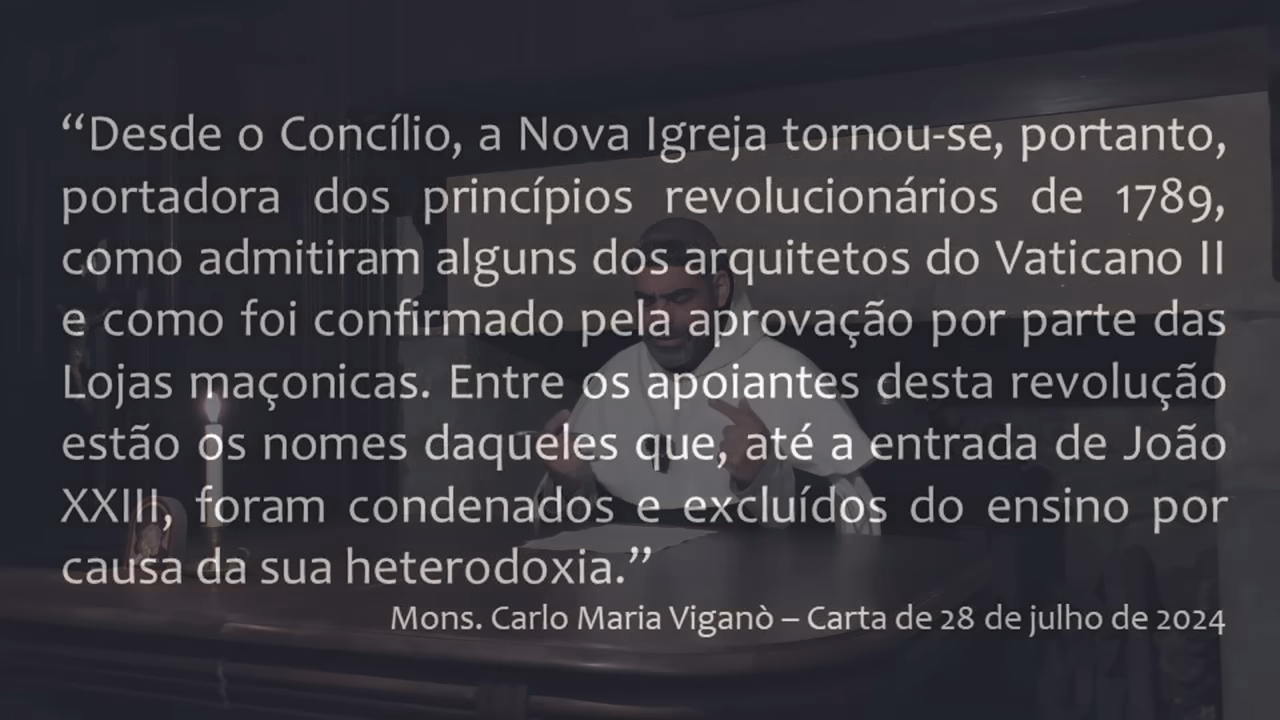 “Desde o Concílio, a Nova Igreja tornou-se, portanto,
portadora dos princípios revolucionários de 1789,
como admitiram alguns dos arquitetos do Vaticano II
e como foi confirmado pela aprovação por parte das
Lojas maçonicas. Entre os apoiantes desta revolução
estão os nomes daqueles que, até a entrada de João
XXIII, foram condenados e excluídos do ensino por
causa da sua heterodoxia.”
Mons. Carlo Maria Viganò – Carta de 28 de julho de 2024